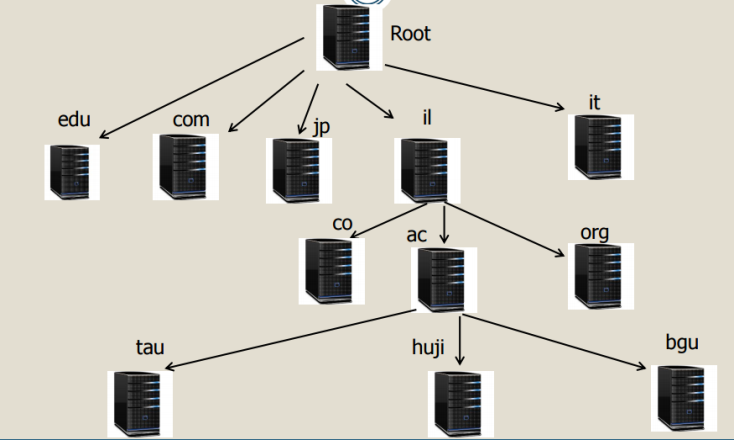 Root
edu
com
jp
il
it
co
ac
org
tau
huji
bgu